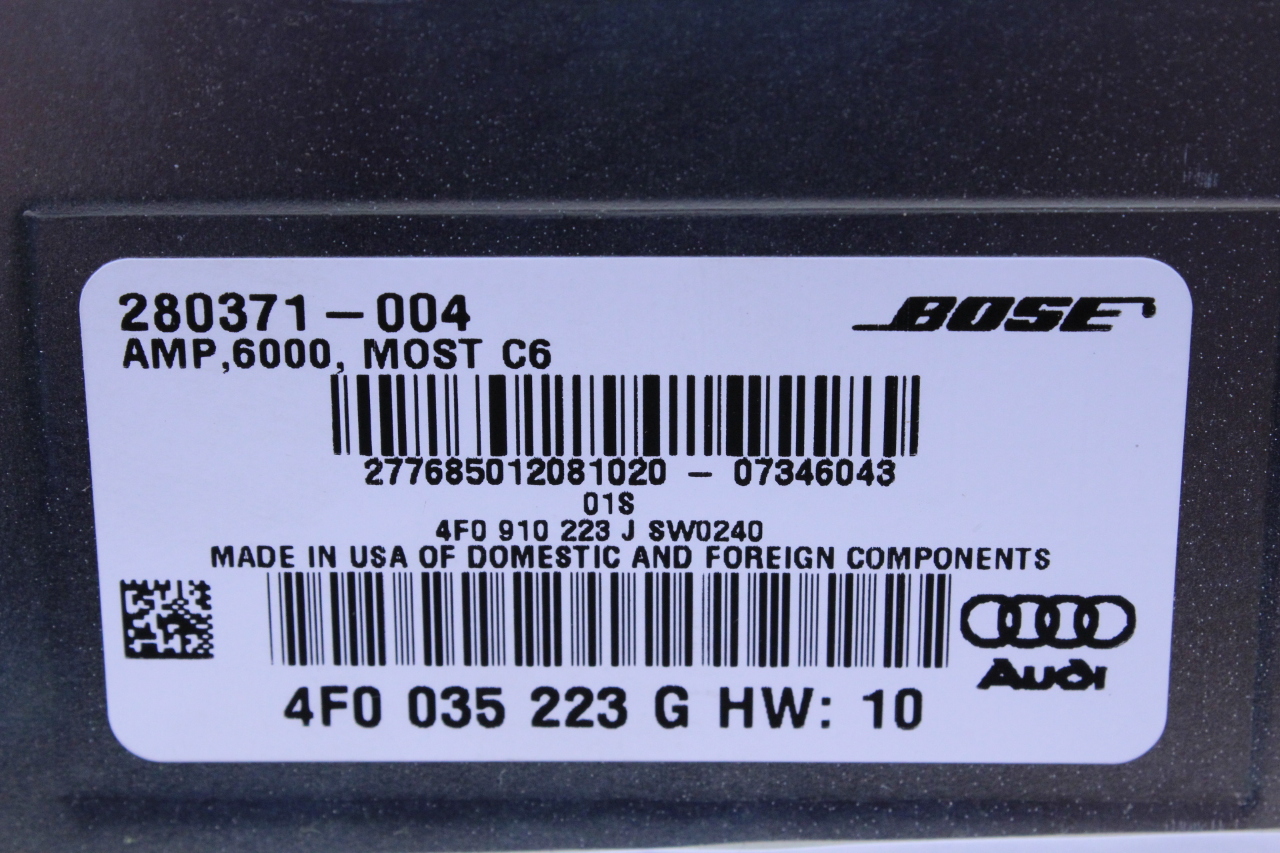 280371-004
BOSE
AMP,6000, MOST C6
277685012081020 - 07346043
01S
4F0 910 223 J SW0240
MADE IN USA OF DOMESTIC AND FOREIGN COMPONENTS
Audi
4F0 035 223 G HW: 10